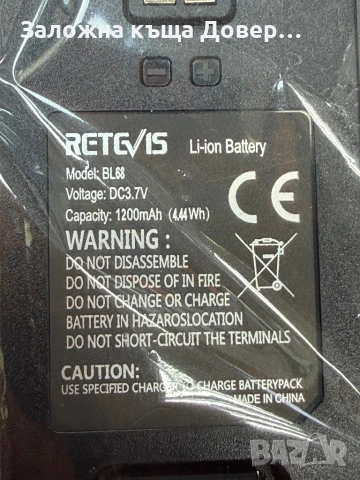 Заложна къща Довер...
RETEVIS Li-ion Battery
Model: BL68
Voltage: DC3.7V
Capacity: 1200mAh (4.44Wh)
CE
WARNING :
DO NOT DISASSEMBLE
DO NOT DISPOSE OF IN FIRE
DO NOT CHANGE OR CHARGE
BATTERY IN HAZAROSLOCATION
DO NOT SHORT-CIRCUIT THE TERMINALS
CAUTION:
USE SPECIFIED CHARGER TO CHARGE BATTERYPACK
MADE IN CHINA
BAZAR